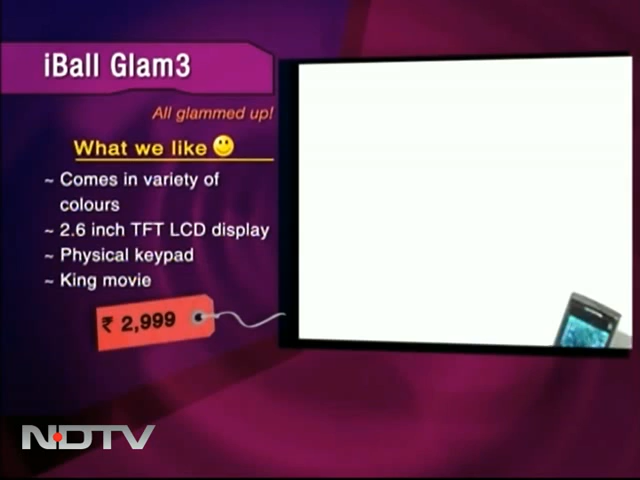 iBall Glam3
All glammed up!
What we like
~ Comes in variety of
colours
~ 2.6 inch TFT LCD display
~ Physical keypad
~ King movie
₹ 2,999
NDTV